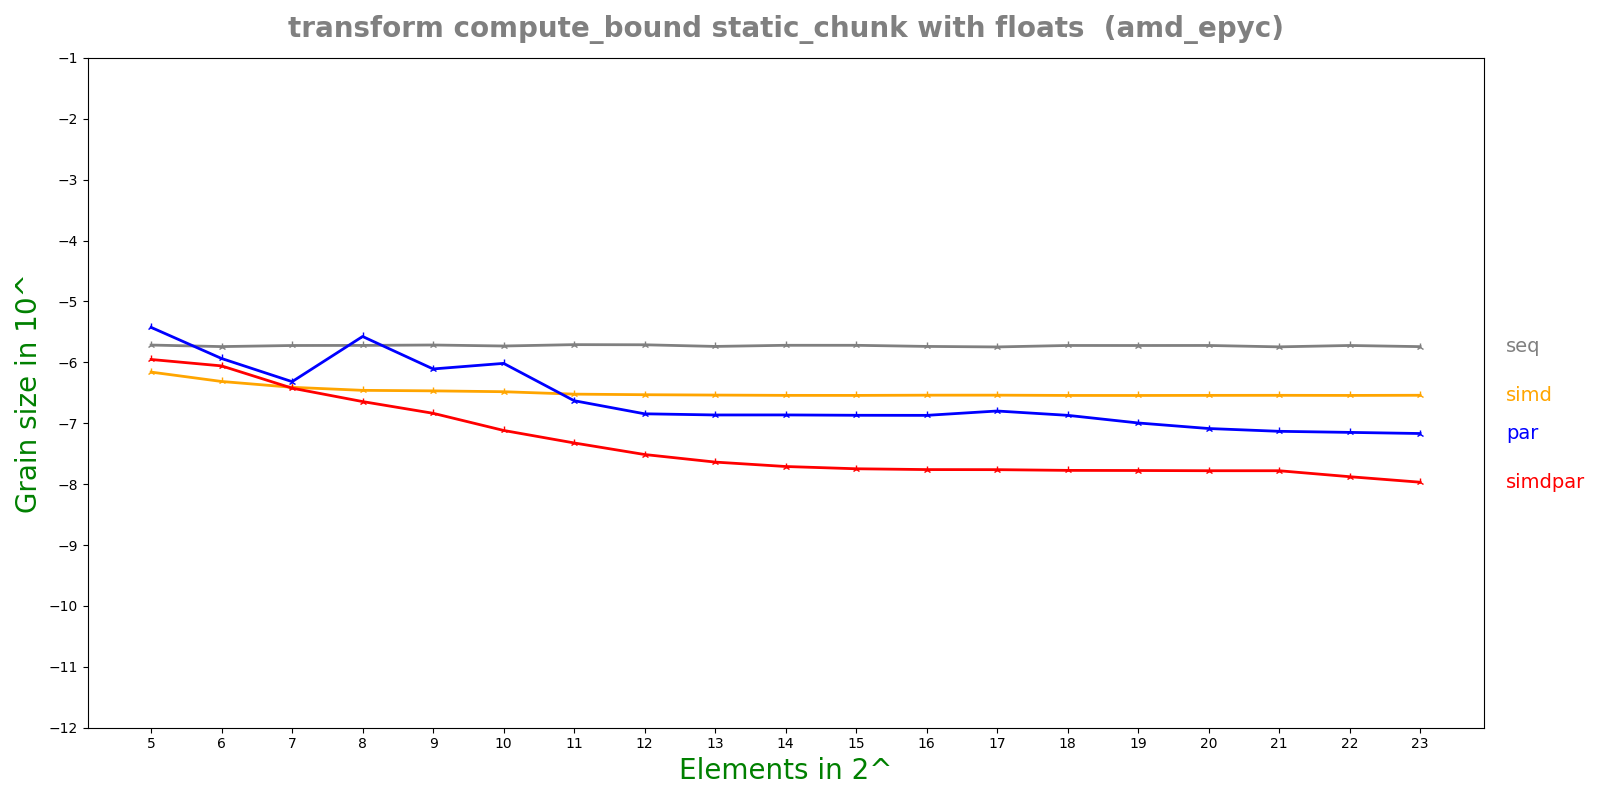 transform compute_bound static_chunk with floats (amd_epyc)
Grain size in 10^
−1
−2
−3
−4
−5
−6
−7
−8
−9
−10
−11
−12
seq
simd
par
simdpar
5 6 7 8 9 10 11 12 13 14 15 16 17 18 19 20 21 22 23
Elements in 2^